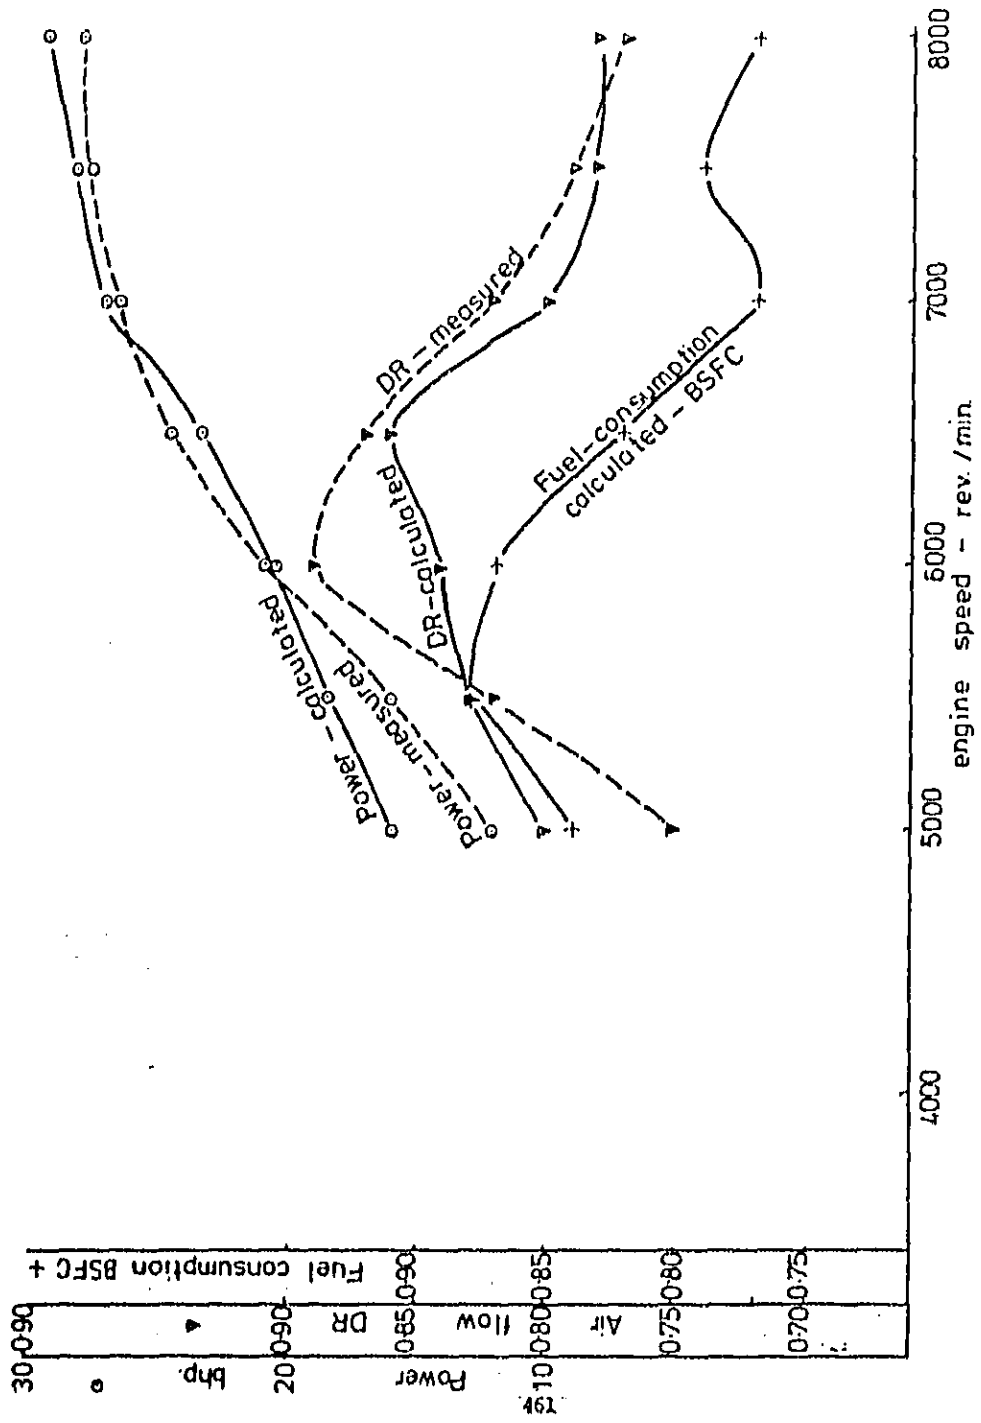 30 0·90
20 0·90
0·85 0·90
10 0·80 0·85
0·75 0·80
0·70 0·75
Power bhp.
Air flow DR
Fuel consumption BSFC +
Power - calculated
Power - measured
DR - measured
DR-calculated
Fuel-consumption
calculated - BSFC
4000 5000 6000 7000 8000
engine speed - rev./min.